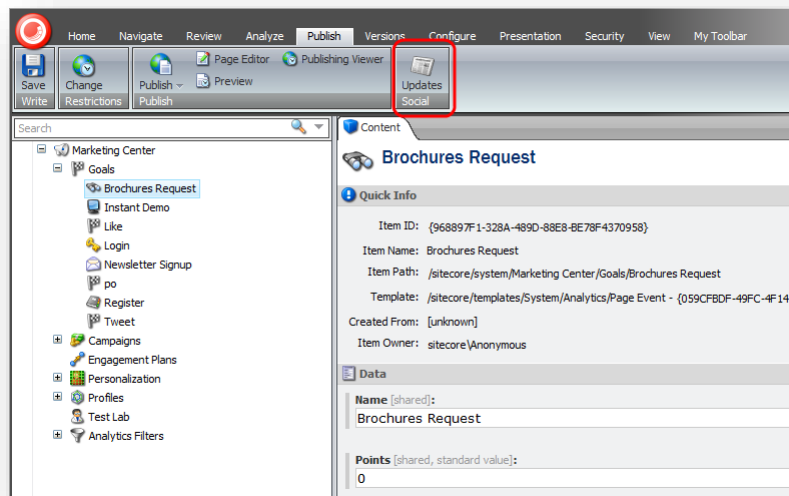 Home Navigate Review Analyze Publish Versions Configure Presentation Security View My Toolbar
Save Change Publish Page Editor Publishing Viewer Preview Updates
Write Restrictions Publish Social
Search
Marketing Center
Goals
Brochures Request
Instant Demo
Like
Login
Newsletter Signup
po
Register
Tweet
Campaigns
Engagement Plans
Personalization
Profiles
Test Lab
Analytics Filters
Content
Brochures Request
Quick Info
Item ID: {968897F1-328A-489D-88E8-BE78F4370958}
Item Name: Brochures Request
Item Path: /sitecore/system/Marketing Center/Goals/Brochures Request
Template: /sitecore/templates/System/Analytics/Page Event - {059CFBDF-49FC-4F14
Created From: [unknown]
Item Owner: sitecore\Anonymous
Data
Name [shared]:
Brochures Request
Points [shared, standard value]:
0